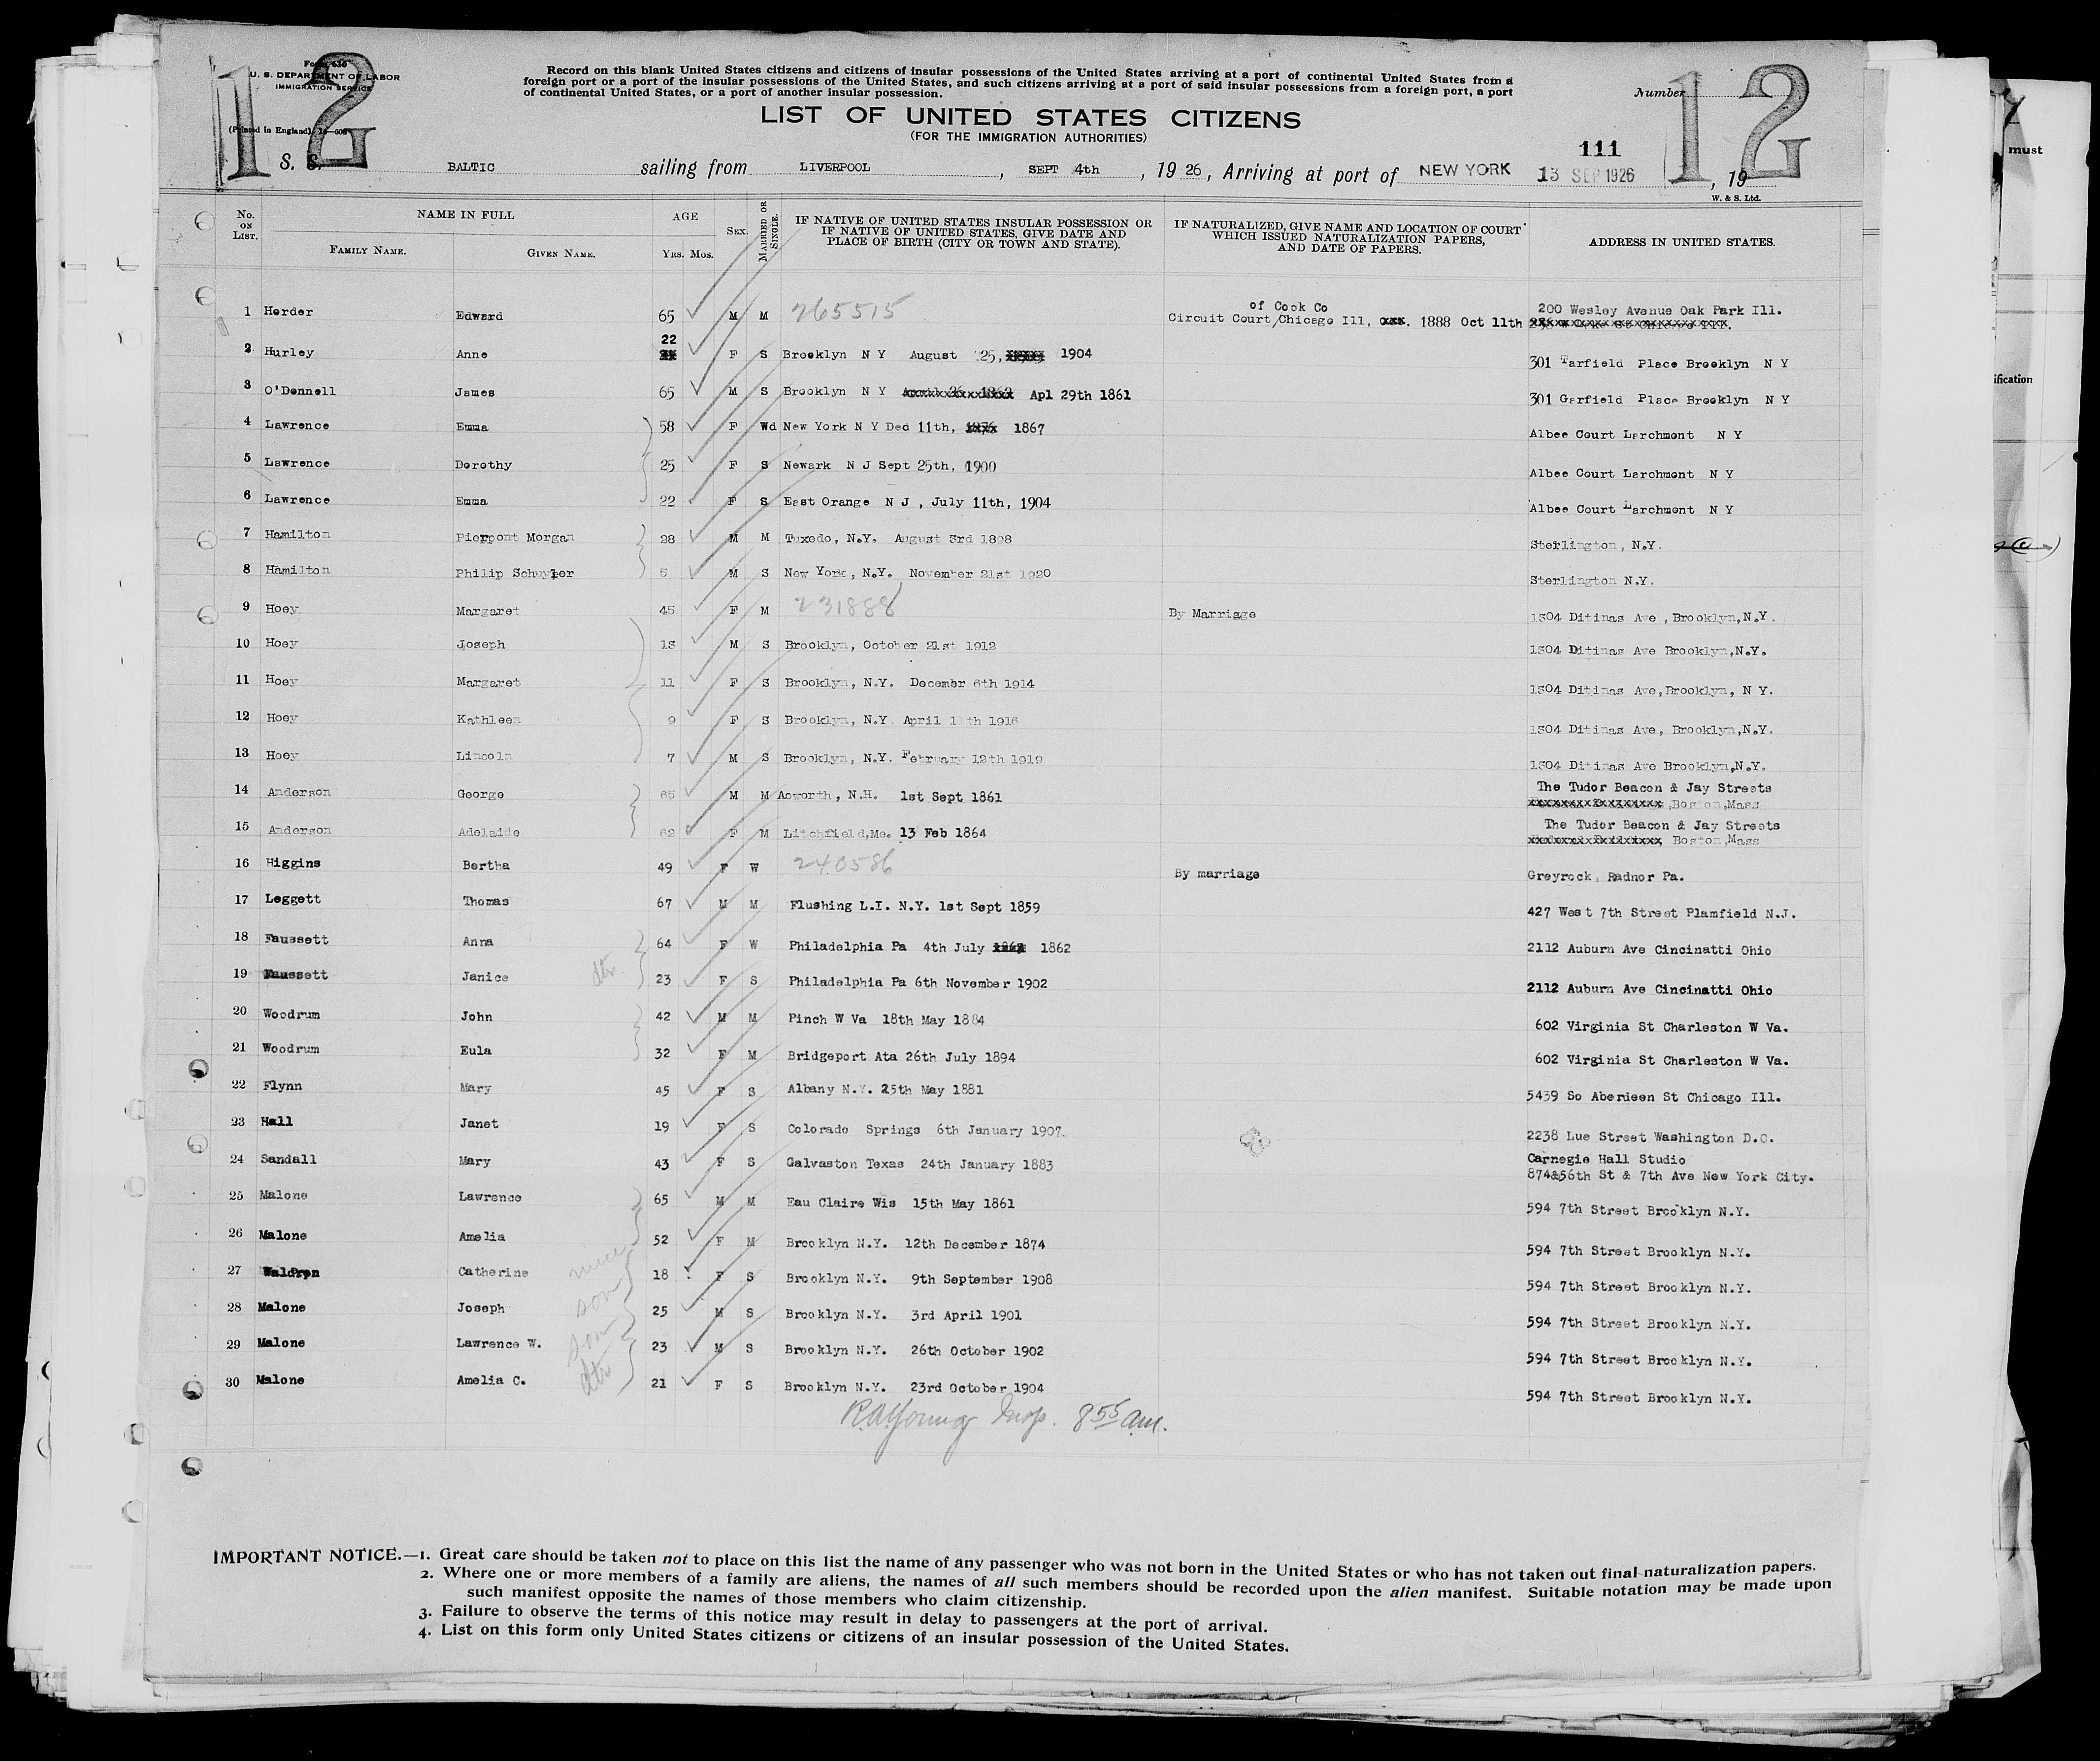 12
Form 630
U. S. DEPARTMENT OF LABOR
IMMIGRATION SERVICE
(Printed in England)
Record on this blank United States citizens and citizens of insular possessions of the United States arriving at a port of continental United States from a
foreign port or a port of the insular possessions of the United States, and such citizens arriving at a port of said insular possessions from a foreign port, a port
of continental United States, or a port of another insular possession.
Number 12
LIST OF UNITED STATES CITIZENS
(FOR THE IMMIGRATION AUTHORITIES)
111
S. S. BALTIC sailing from LIVERPOOL, SEPT 4th, 1926, Arriving at port of NEW YORK 13 SEP 1926, 19
W. & S. Ltd.
No. ON LIST. NAME IN FULL AGE SEX. MARRIED OR SINGLE. IF NATIVE OF UNITED STATES INSULAR POSSESSION OR IF NATIVE OF UNITED STATES, GIVE DATE AND PLACE OF BIRTH (CITY OR TOWN AND STATE). IF NATURALIZED, GIVE NAME AND LOCATION OF COURT WHICH ISSUED NATURALIZATION PAPERS, AND DATE OF PAPERS. ADDRESS IN UNITED STATES.
FAMILY NAME. GIVEN NAME. YRS. MOS.
1 Herder Edward 65 M M 265515 Circuit Court/Chicago Ill, xxx. 1888 Oct 11th 200 Wesley Avenue Oak Park Ill.
of Cook Co
22
2 Hurley Anne F S Brooklyn N Y August 25, 1904 301 Tarfield Place Brooklyn N Y
3 O'Donnell James 65 M S Brooklyn N Y Apl 29th 1861 301 Garfield Place Brooklyn N Y
4 Lawrence Emma 58 F Wd New York N Y Dec 11th, 1867 Albee Court Larchmont N Y
5 Lawrence Dorothy 25 F S Newark N J Sept 25th, 1900 Albee Court Larchmont N Y
6 Lawrence Emma 22 F S East Orange N J, July 11th, 1904 Albee Court Larchmont N Y
7 Hamilton Pierpont Morgan 28 M M Tuxedo, N.Y. August 3rd 1898 Sterlington, N.Y.
8 Hamilton Philip Schuyler 5 M S New York, N.Y. November 21st 1920 Sterlington N.Y.
9 Hoey Margaret 45 F M 231888 By Marriage 1304 Ditinas Ave, Brooklyn, N.Y.
10 Hoey Joseph 13 M S Brooklyn, October 21st 1912 1304 Ditinas Ave Brooklyn, N.Y.
11 Hoey Margaret 11 F S Brooklyn, N.Y. Decembr 6th 1914 1304 Ditinas Ave, Brooklyn, N Y.
12 Hoey Kathleen 9 F S Brooklyn, N.Y. April th 1916 1304 Ditinas Ave, Brooklyn, N.Y.
13 Hoey Lincoln 7 M S Brooklyn, N.Y. February 12th 1919 1304 Ditinas Ave Brooklyn, N.Y.
14 Anderson George 65 M M Acworth, N.H. 1st Sept 1861 The Tudor Beacon & Jay Streets
, Boston, Mass
15 Anderson Adelaide 62 F M Litchfield, Me. 13 Feb 1864 The Tudor Beacon & Jay Streets
Boston, Mass
16 Higgins Bertha 49 F W 240586 By marriage Greyrock, Radnor Pa.
17 Leggett Thomas 67 M M Flushing L.I. N.Y. 1st Sept 1859 427 West 7th Street Plamfield N.J.
18 Faussett Anna 64 F W Philadelphia Pa 4th July 1862 2112 Auburn Ave Cincinatti Ohio
19 Faussett Janice dtr. 23 F S Philadelphia Pa 6th November 1902 2112 Auburn Ave Cincinatti Ohio
20 Woodrum John 42 M M Pinch W Va 18th May 1884 602 Virginia St Charleston W Va.
21 Woodrum Eula 32 F M Bridgeport Ata 26th July 1894 602 Virginia St Charleston W Va.
22 Flynn Mary 45 F S Albany N.Y. 25th May 1881 5439 So Aberdeen St Chicago Ill.
23 Hall Janet 19 F S Colorado Springs 6th January 1907. 2238 Lue Street Washington D.C.
24 Sandall Mary 43 F S Galvaston Texas 24th January 1883 Carnegie Hall Studio
874&56th St & 7th Ave New York City.
25 Malone Lawrence 65 M M Eau Claire Wis 15th May 1861 594 7th Street Brooklyn N.Y.
26 Malone Amelia 52 F M Brooklyn N.Y. 12th December 1874 594 7th Street Brooklyn N.Y.
27 Waldron Catherine niece 18 F S Brooklyn N.Y. 9th September 1908 594 7th Street Brooklyn N.Y.
28 Malone Joseph son 25 M S Brooklyn N.Y. 3rd April 1901 594 7th Street Brooklyn N.Y.
29 Malone Lawrence W. son 23 M S Brooklyn N.Y. 26th October 1902 594 7th Street Brooklyn N.Y.
30 Malone Amelia C. dtr 21 F S Brooklyn N.Y. 23rd October 1904 594 7th Street Brooklyn N.Y.
R.A. Young Insp. 8 55 am.
IMPORTANT NOTICE.—1. Great care should be taken not to place on this list the name of any passenger who was not born in the United States or who has not taken out final naturalization papers.
2. Where one or more members of a family are aliens, the names of all such members should be recorded upon the alien manifest. Suitable notation may be made upon
such manifest opposite the names of those members who claim citizenship.
3. Failure to observe the terms of this notice may result in delay to passengers at the port of arrival.
4. List on this form only United States citizens or citizens of an insular possession of the United States.
must
ification